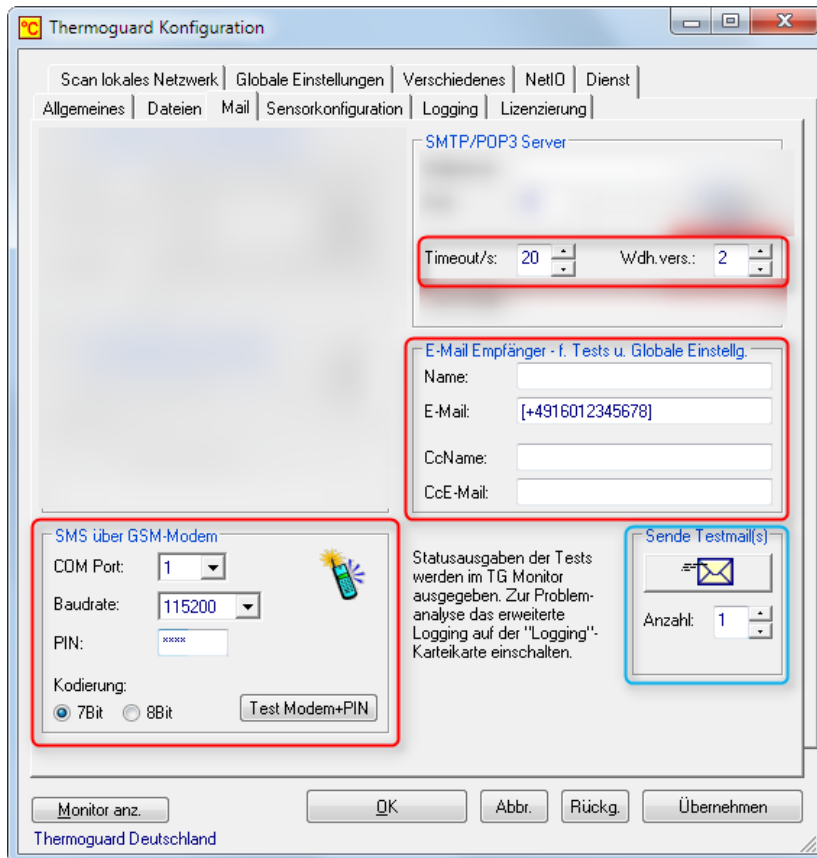 °C Thermoguard Konfiguration
Scan lokales Netzwerk Globale Einstellungen Verschiedenes NetIO Dienst
Allgemeines Dateien Mail Sensorkonfiguration Logging Lizenzierung
SMTP/POP3 Server
Timeout/s: 20 Wdh.vers.: 2
E-Mail Empfänger - f. Tests u. Globale Einstellg.
Name:
E-Mail: [+4916012345678]
CcName:
CcE-Mail:
SMS über GSM-Modem
COM Port: 1
Baudrate: 115200
PIN: ××××
Kodierung:
7Bit 8Bit Test Modem+PIN
Statusausgaben der Tests
werden im TG Monitor
ausgegeben. Zur Problem-
analyse das erweiterte
Logging auf der "Logging"-
Karteikarte einschalten.
Sende Testmail(s)
Anzahl: 1
Monitor anz. OK Abbr. Rückg. Übernehmen
Thermoguard Deutschland